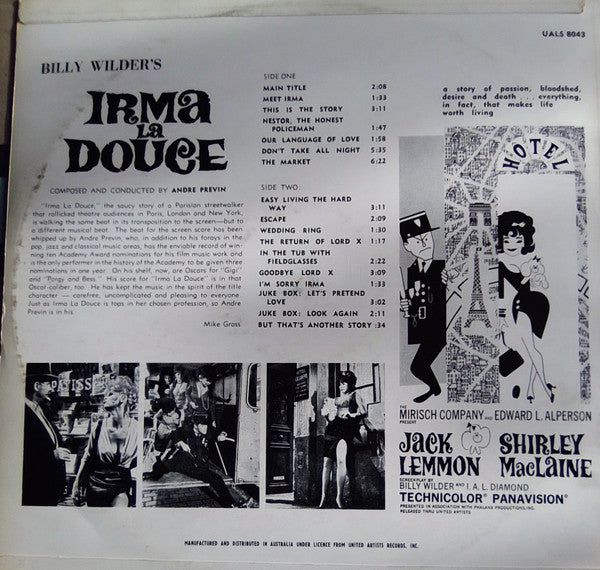 UALS 8043
BILLY WILDER'S
IRMA
LA
DOUCE
COMPOSED AND CONDUCTED BY ANDRE PREVIN
"Irma La Douce," the saucy story of a Parisian streetwalker
that rollicked theatre audiences in Paris, London and New York,
is walking the same beat in its transposition to the screen—but to
a different musical beat. The beat for the screen score has been
whipped up by Andre Previn, who, in addition to his forays in the
pop, jazz and classical music areas, has the enviable record of win-
ning ten Academy Award nominations for his film music work and
is the only performer in the history of the Academy to be given three
nominations in one year. On his shelf, now, are Oscars for "Gigi"
and "Porgy and Bess." His score for "Irma La Douce" is in that
Oscar-caliber, too. He has kept the music in the spirit of the title
character — carefree, uncomplicated and pleasing to everyone.
Just as Irma La Douce is tops in her chosen profession, so Andre
Previn is in his.
Mike Gross
SIDE ONE
MAIN TITLE 2:08
MEET IRMA 1:33
THIS IS THE STORY 3:11
NESTOR, THE HONEST
POLICEMAN 1:47
OUR LANGUAGE OF LOVE 1:58
DON'T TAKE ALL NIGHT 5:35
THE MARKET 6:22
SIDE TWO:
EASY LIVING THE HARD
WAY 3:11
ESCAPE 2:09
WEDDING RING 1:30
THE RETURN OF LORD X 1:17
IN THE TUB WITH
FIELDGLASSES 2:22
GOODBYE LORD X 3:09
I'M SORRY IRMA 1:33
JUKE BOX: LET'S PRETEND
LOVE 3:02
JUKE BOX: LOOK AGAIN 2:11
BUT THAT'S ANOTHER STORY :34
a story of passion, bloodshed,
desire and death . . . everything,
in fact, that makes life
worth living
HOTEL
THE
MIRISCH COMPANY AND EDWARD L. ALPERSON
PRESENT
JACK SHIRLEY
LEMMON MacLAINE
SCREENPLAY BY
BILLY WILDER AND I. A. L. DIAMOND
TECHNICOLOR® PANAVISION®
PRESENTED IN ASSOCIATION WITH PHALANX PRODUCTIONS, INC.
RELEASED THRU UNITED ARTISTS
MANUFACTURED AND DISTRIBUTED IN AUSTRALIA UNDER LICENCE FROM UNITED ARTISTS RECORDS, INC.